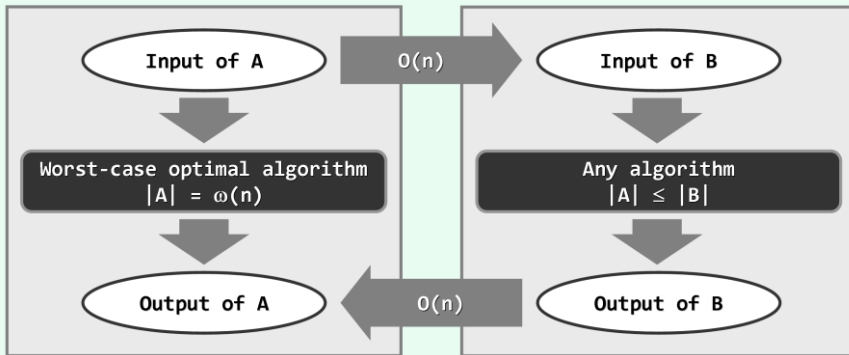 Input of A
O(n)
Input of B
Worst-case optimal algorithm
|A| = ω(n)
Any algorithm
|A| ≤ |B|
Output of A
O(n)
Output of B